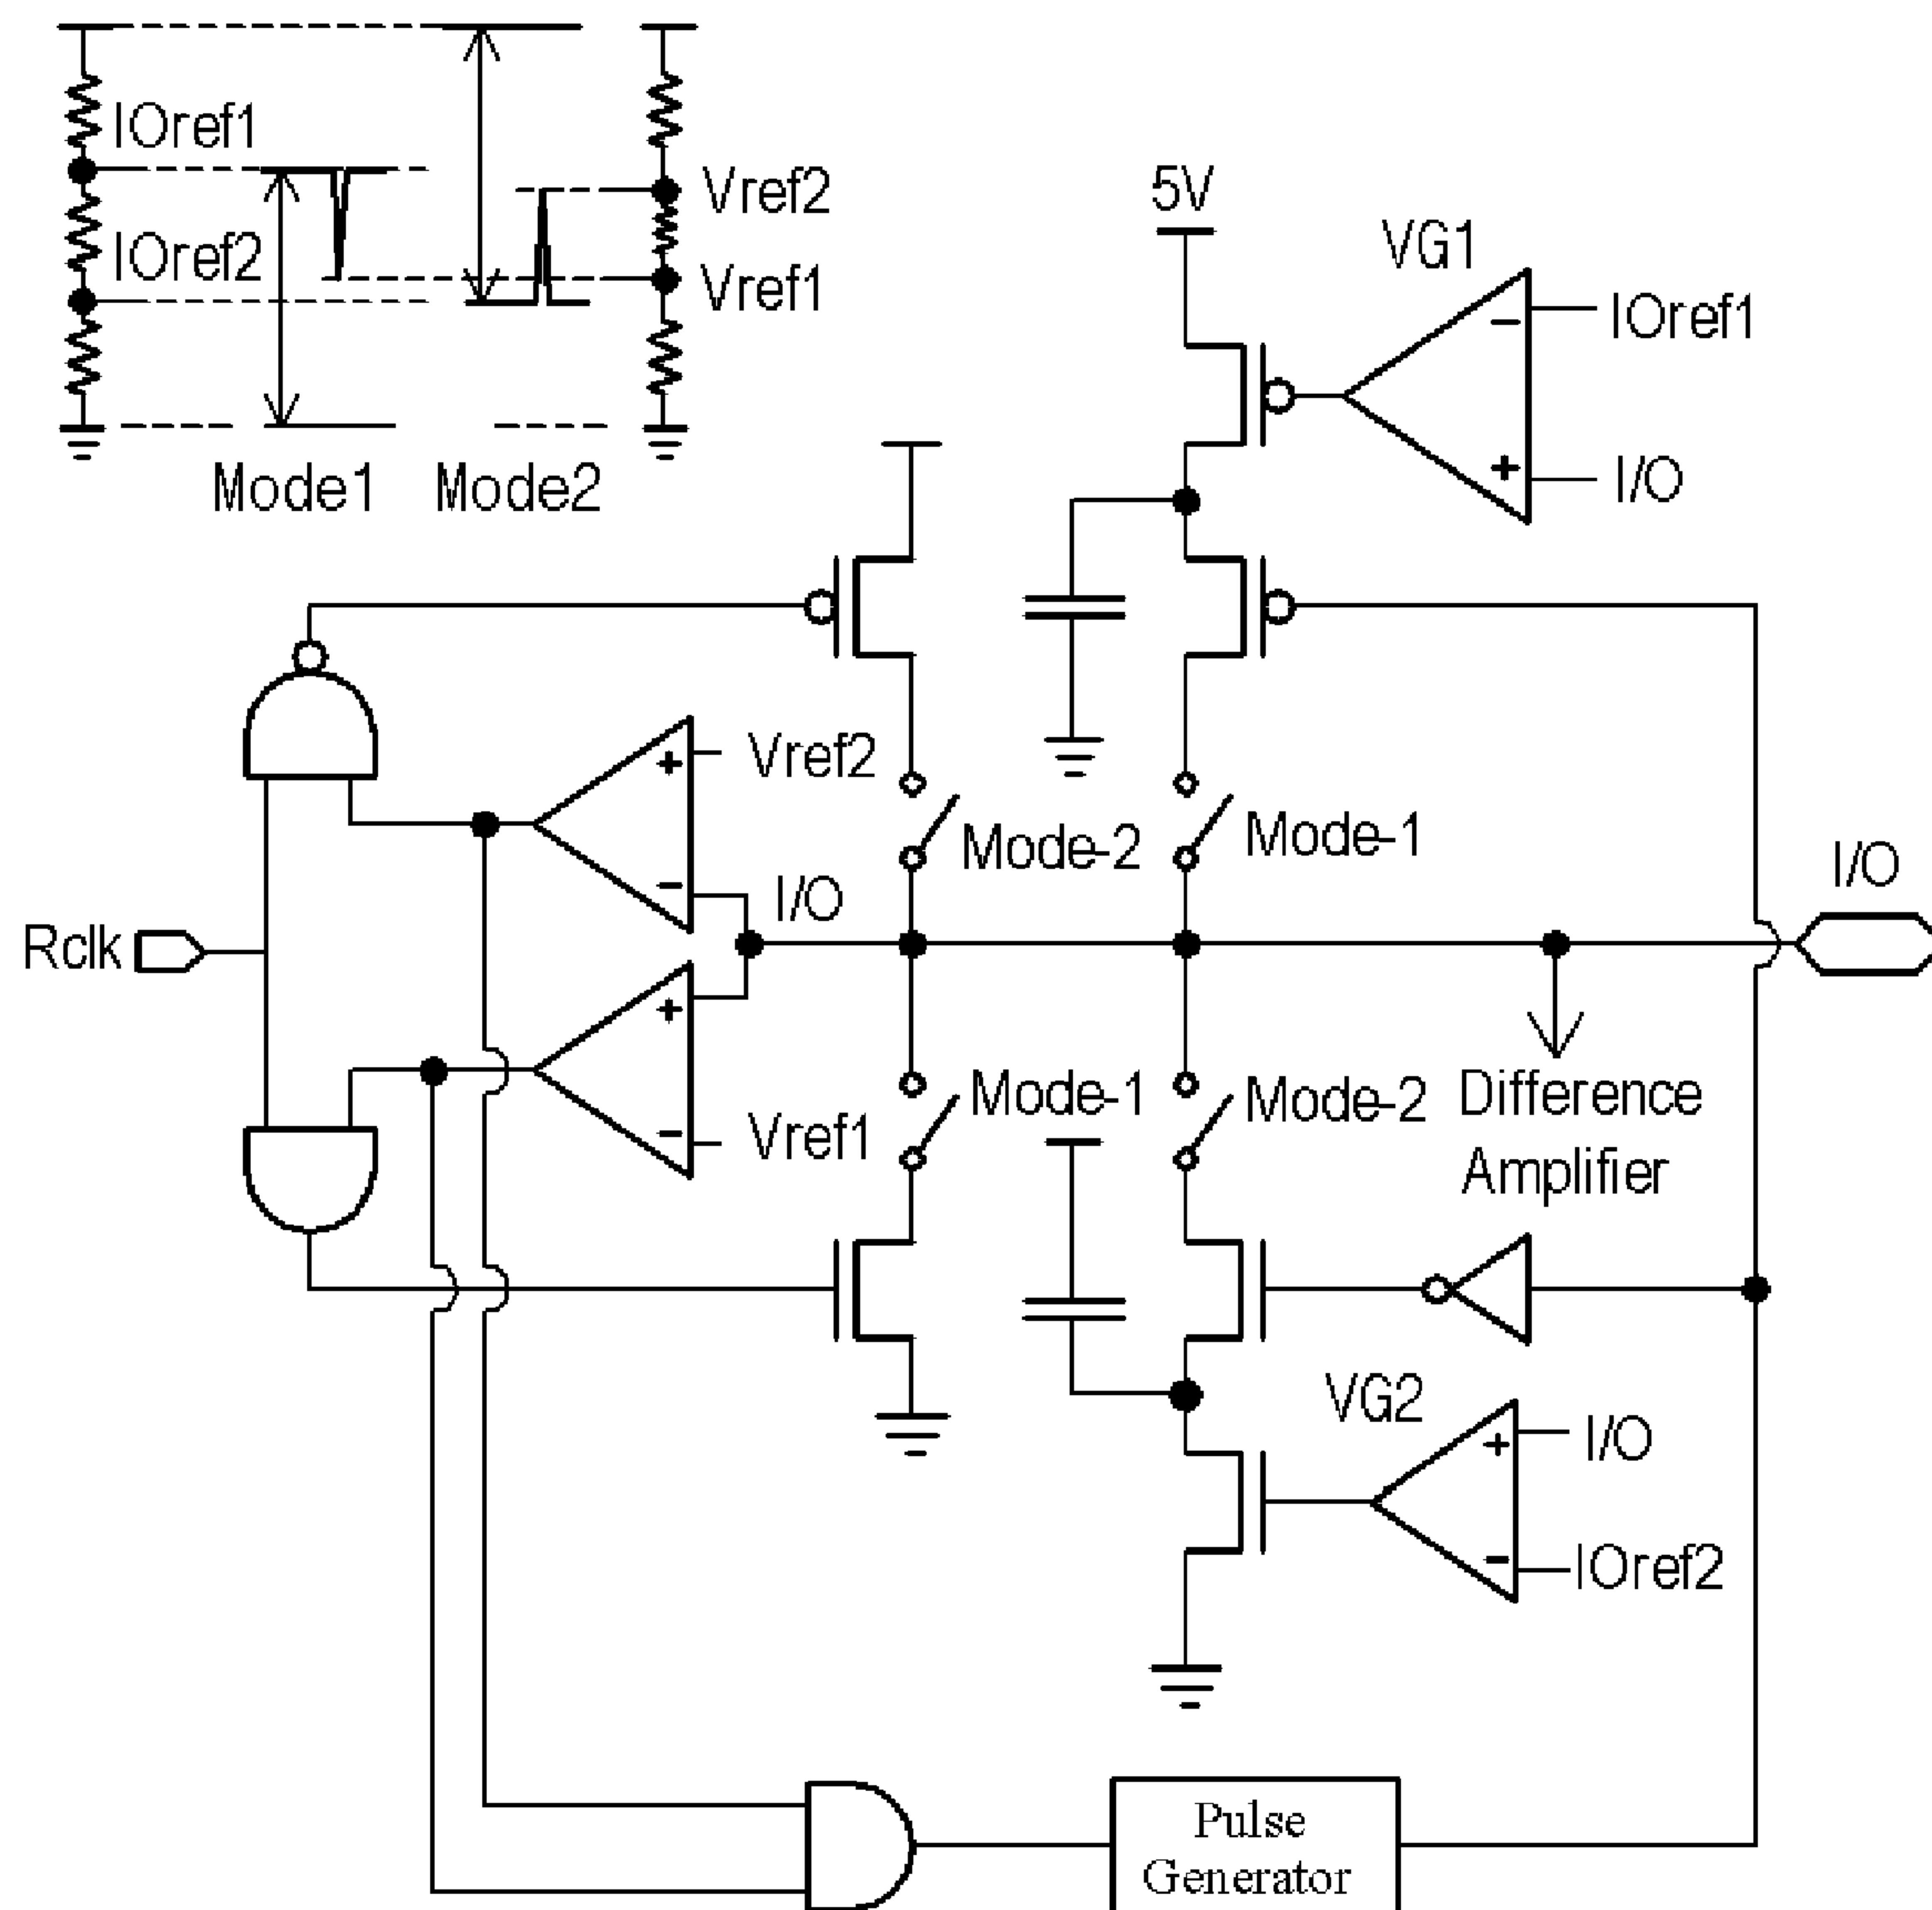 IOref1
IOref2
Vref2
Vref1
Mode1
Mode2
5V
VG1
IOref1
I/O
Vref2
I/O
Mode-2
Mode-1
I/O
Rclk
Vref1
Mode-1
Mode-2
Difference
Amplifier
VG2
I/O
IOref2
Pulse
Generator